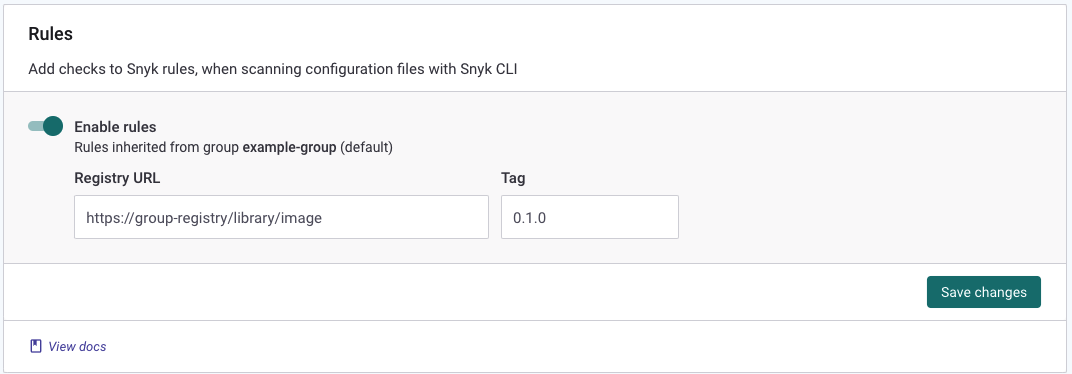 Rules
Add checks to Snyk rules, when scanning configuration files with Snyk CLI
Enable rules
Rules inherited from group example-group (default)
Registry URL
Tag
https://group-registry/library/image
0.1.0
Save changes
View docs